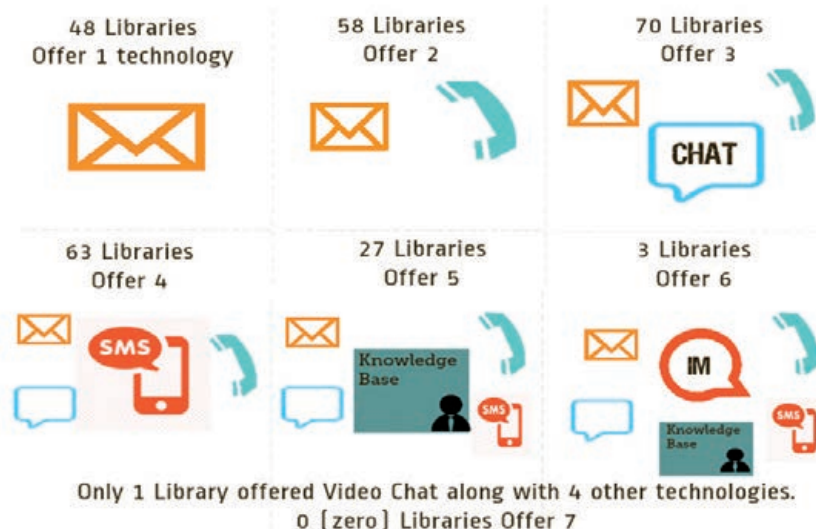 48 Libraries
Offer 1 technology
58 Libraries
Offer 2
70 Libraries
Offer 3
CHAT
63 Libraries
Offer 4
SMS
27 Libraries
Offer 5
Knowledge
Base
SMS
3 Libraries
Offer 6
IM
Knowledge
Base
SMS
Only 1 Library offered Video Chat along with 4 other technologies.
0 [zero] Libraries Offer 7